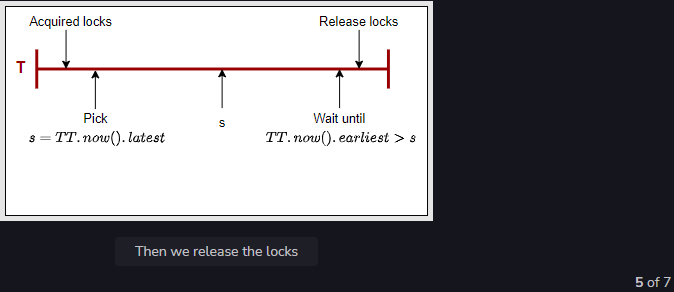 Acquired locks
Release locks
T
Pick
s = TT.now().latest
s
Wait until
TT.now().earliest > s
Then we release the locks
5 of 7